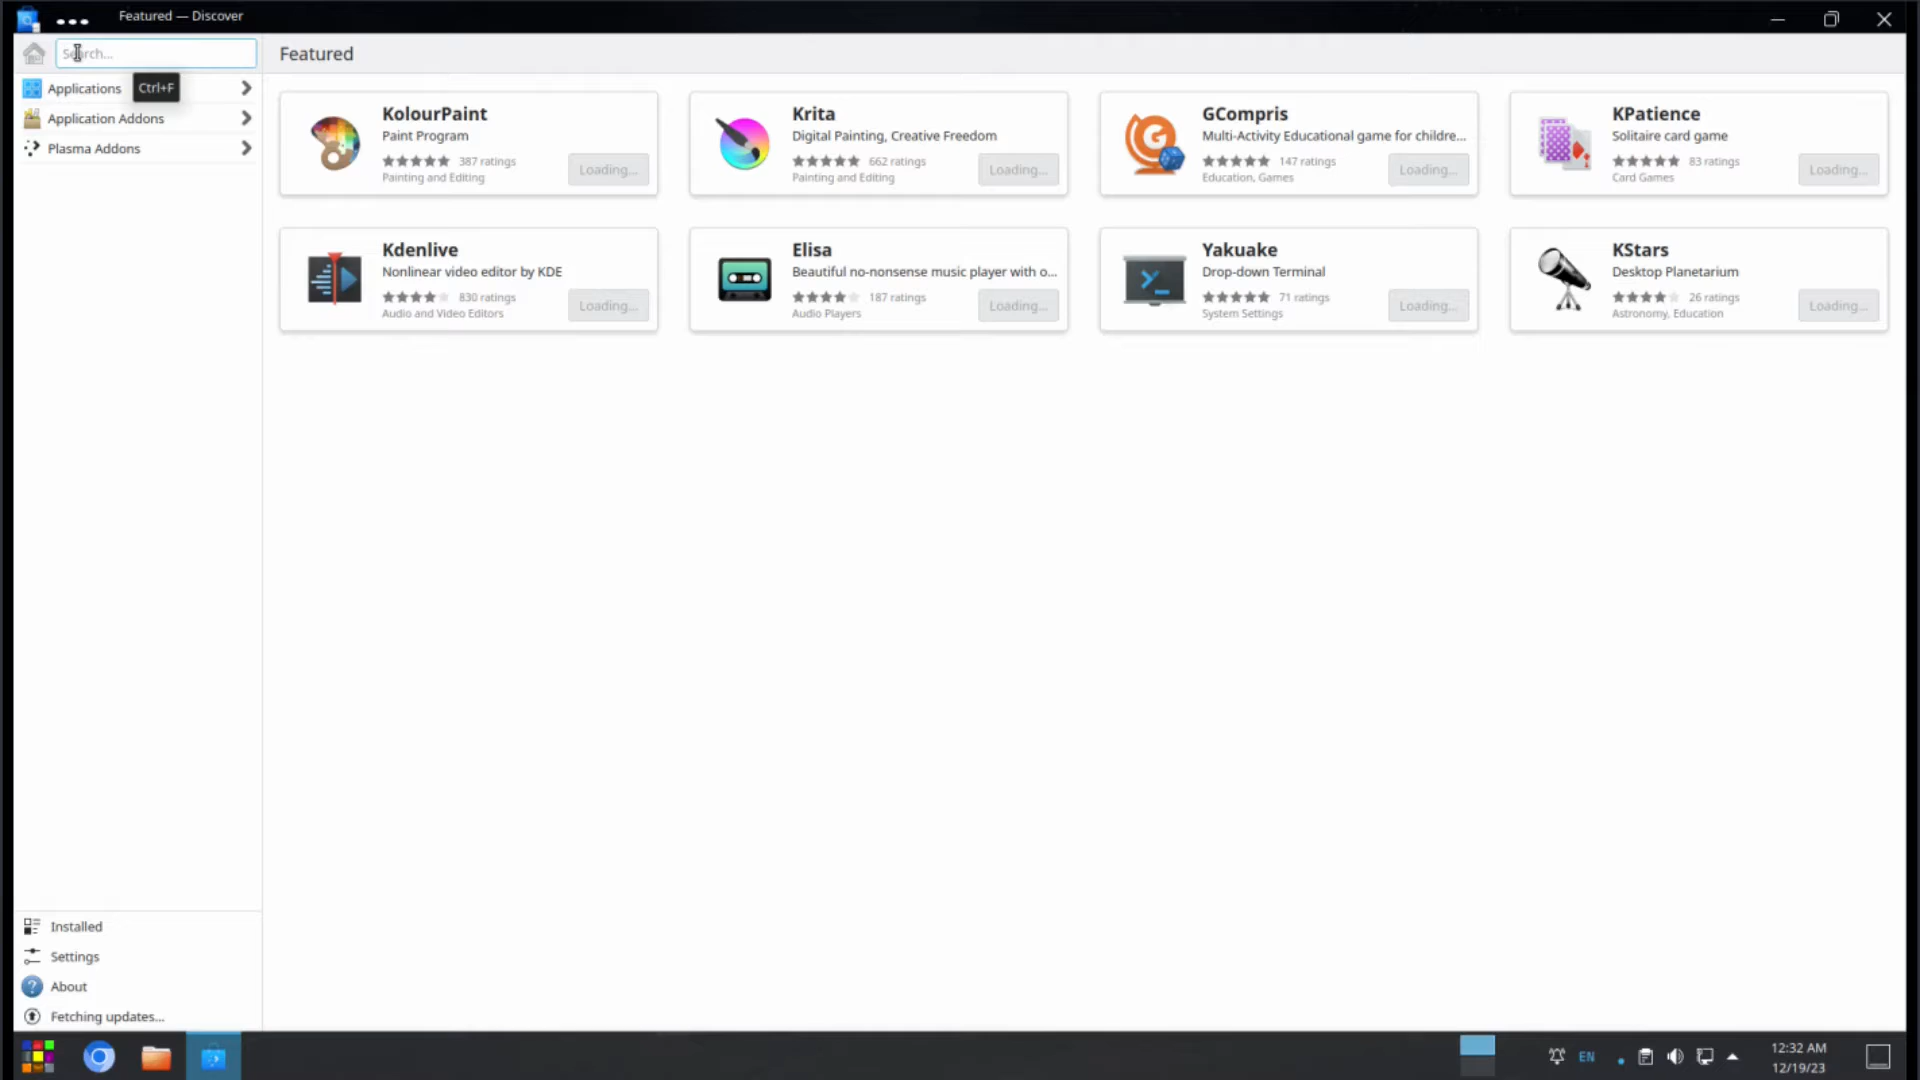 Featured — Discover
Search...
Featured
Applications
Ctrl+F
Application Addons
Plasma Addons
KolourPaint
Paint Program
387 ratings
Painting and Editing
Loading...
Krita
Digital Painting, Creative Freedom
662 ratings
Painting and Editing
Loading...
GCompris
Multi-Activity Educational game for childre...
147 ratings
Education, Games
Loading...
KPatience
Solitaire card game
83 ratings
Card Games
Loading...
Kdenlive
Nonlinear video editor by KDE
830 ratings
Audio and Video Editors
Loading...
Elisa
Beautiful no-nonsense music player with o...
187 ratings
Audio Players
Loading...
Yakuake
Drop-down Terminal
71 ratings
System Settings
Loading...
KStars
Desktop Planetarium
26 ratings
Astronomy, Education
Loading...
Installed
Settings
About
Fetching updates...
EN
12:32 AM
12/19/23